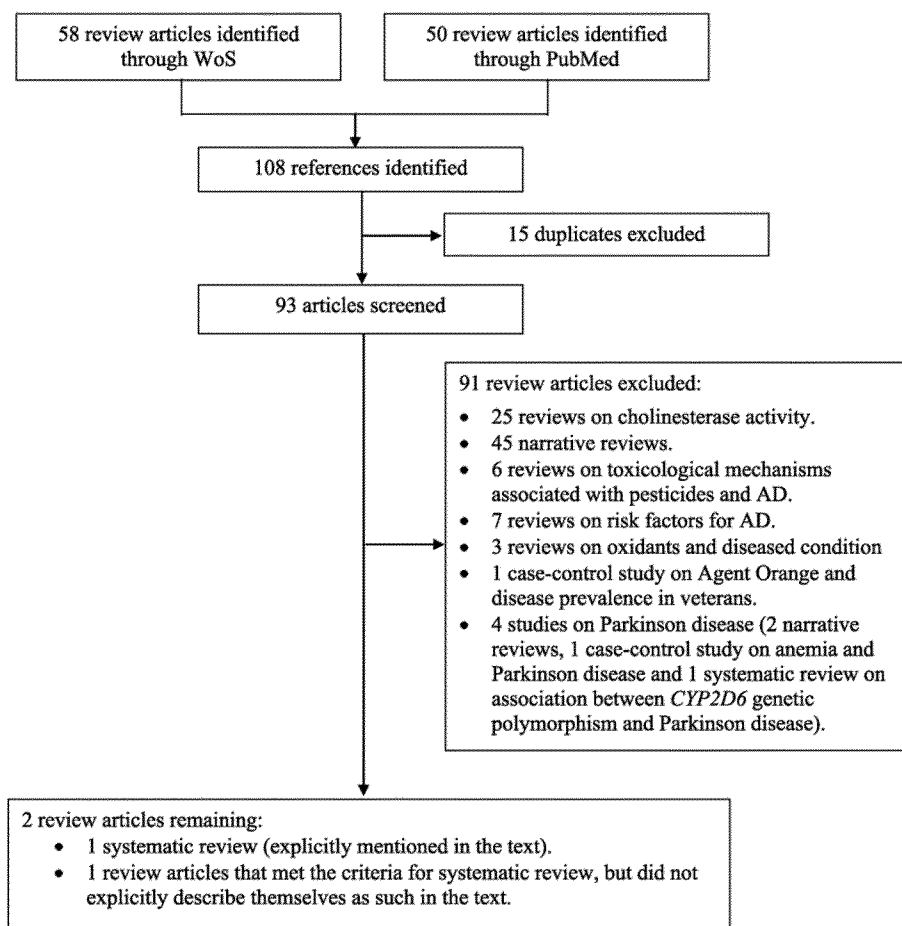 58 review articles identified
through WoS
50 review articles identified
through PubMed
108 references identified
15 duplicates excluded
93 articles screened
91 review articles excluded:
• 25 reviews on cholinesterase activity.
• 45 narrative reviews.
• 6 reviews on toxicological mechanisms
associated with pesticides and AD.
• 7 reviews on risk factors for AD.
• 3 reviews on oxidants and diseased condition
• 1 case-control study on Agent Orange and
disease prevalence in veterans.
• 4 studies on Parkinson disease (2 narrative
reviews, 1 case-control study on anemia and
Parkinson disease and 1 systematic review on
association between CYP2D6 genetic
polymorphism and Parkinson disease).
2 review articles remaining:
• 1 systematic review (explicitly mentioned in the text).
• 1 review articles that met the criteria for systematic review, but did not
explicitly describe themselves as such in the text.